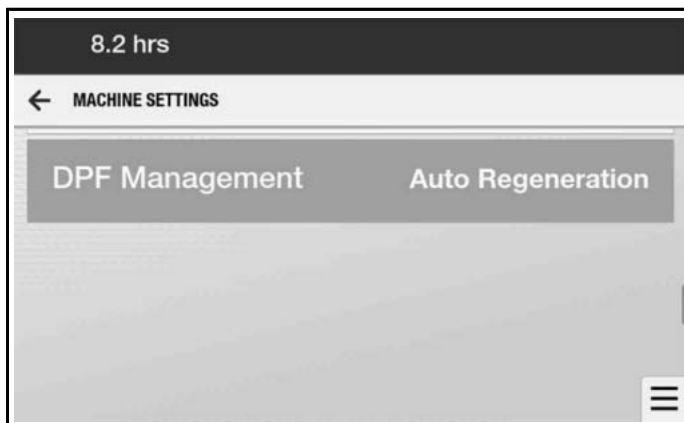 8.2 hrs
MACHINE SETTINGS
DPF Management Auto Regeneration